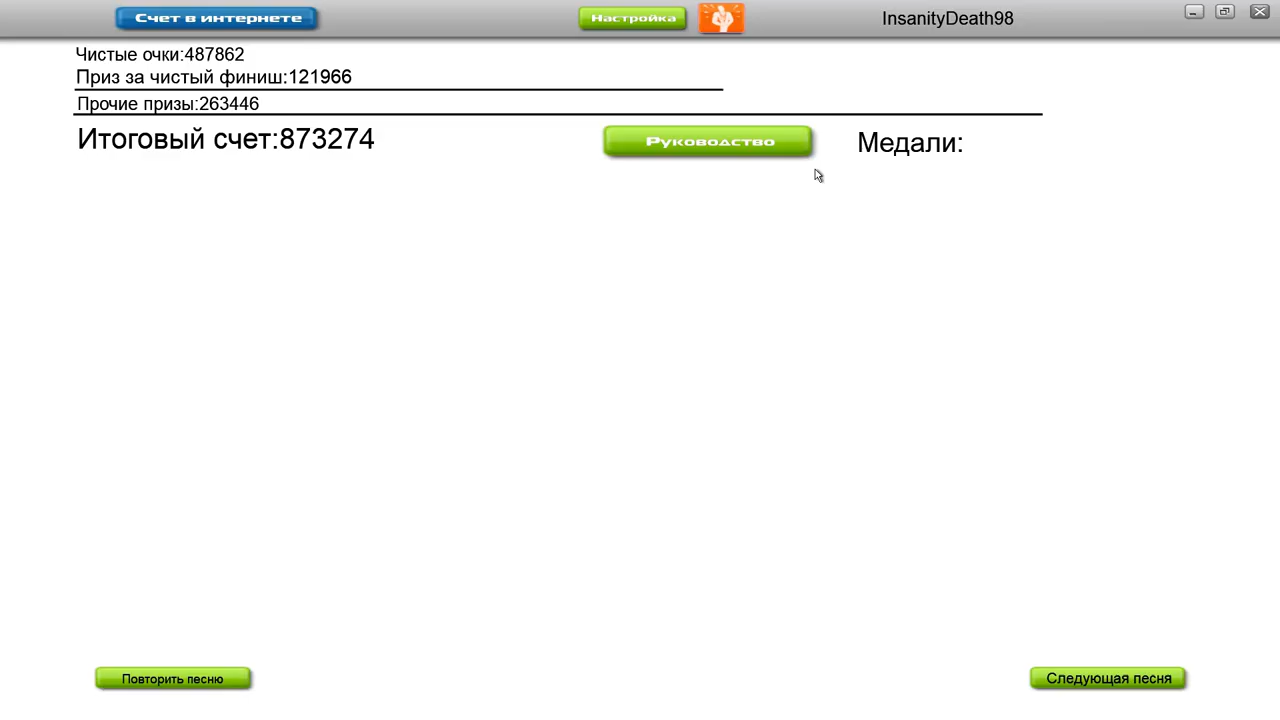 Счет в интернете
Настройка
InsanityDeath98
Чистые очки:487862
Приз за чистый финиш:121966
Прочие призы:263446
Итоговый счет:873274
Руководство
Медали:
Повторить песню
Следующая песня